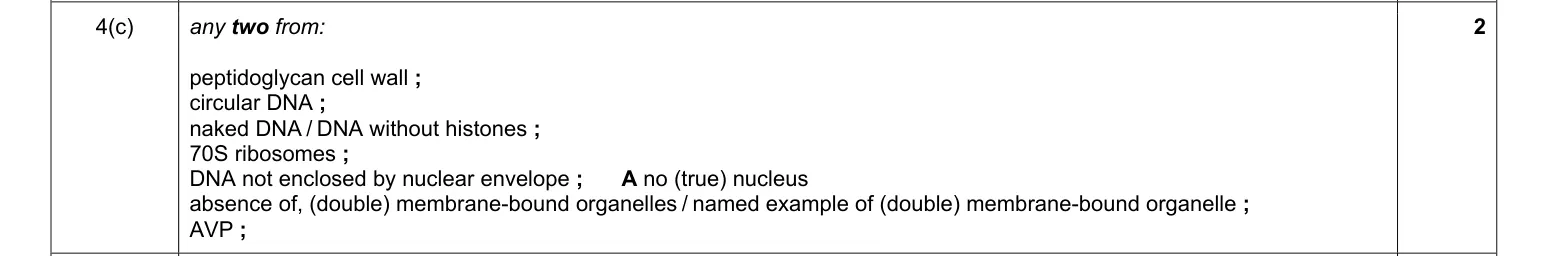 4(c) any two from: 2
peptidoglycan cell wall ;
circular DNA ;
naked DNA / DNA without histones ;
70S ribosomes ;
DNA not enclosed by nuclear envelope ; A no (true) nucleus
absence of, (double) membrane-bound organelles / named example of (double) membrane-bound organelle ;
AVP ;